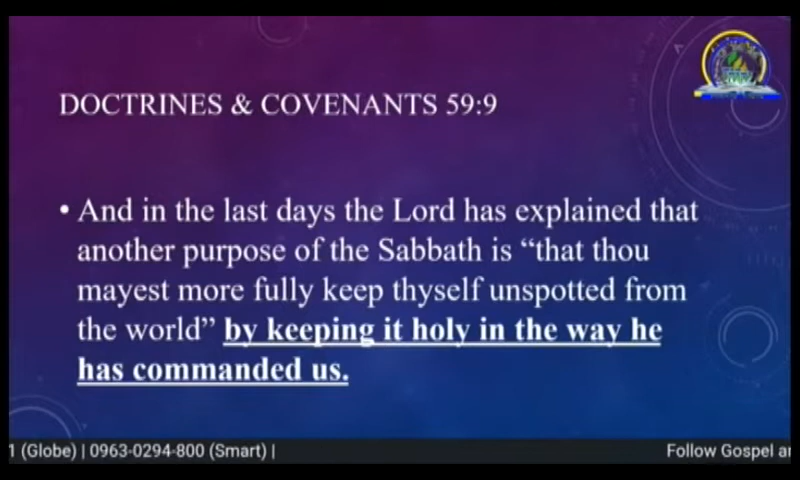 DOCTRINES & COVENANTS 59:9
• And in the last days the Lord has explained that
another purpose of the Sabbath is “that thou
mayest more fully keep thyself unspotted from
the world” by keeping it holy in the way he
has commanded us.
1 (Globe) | 0963-0294-800 (Smart) |
Follow Gospel